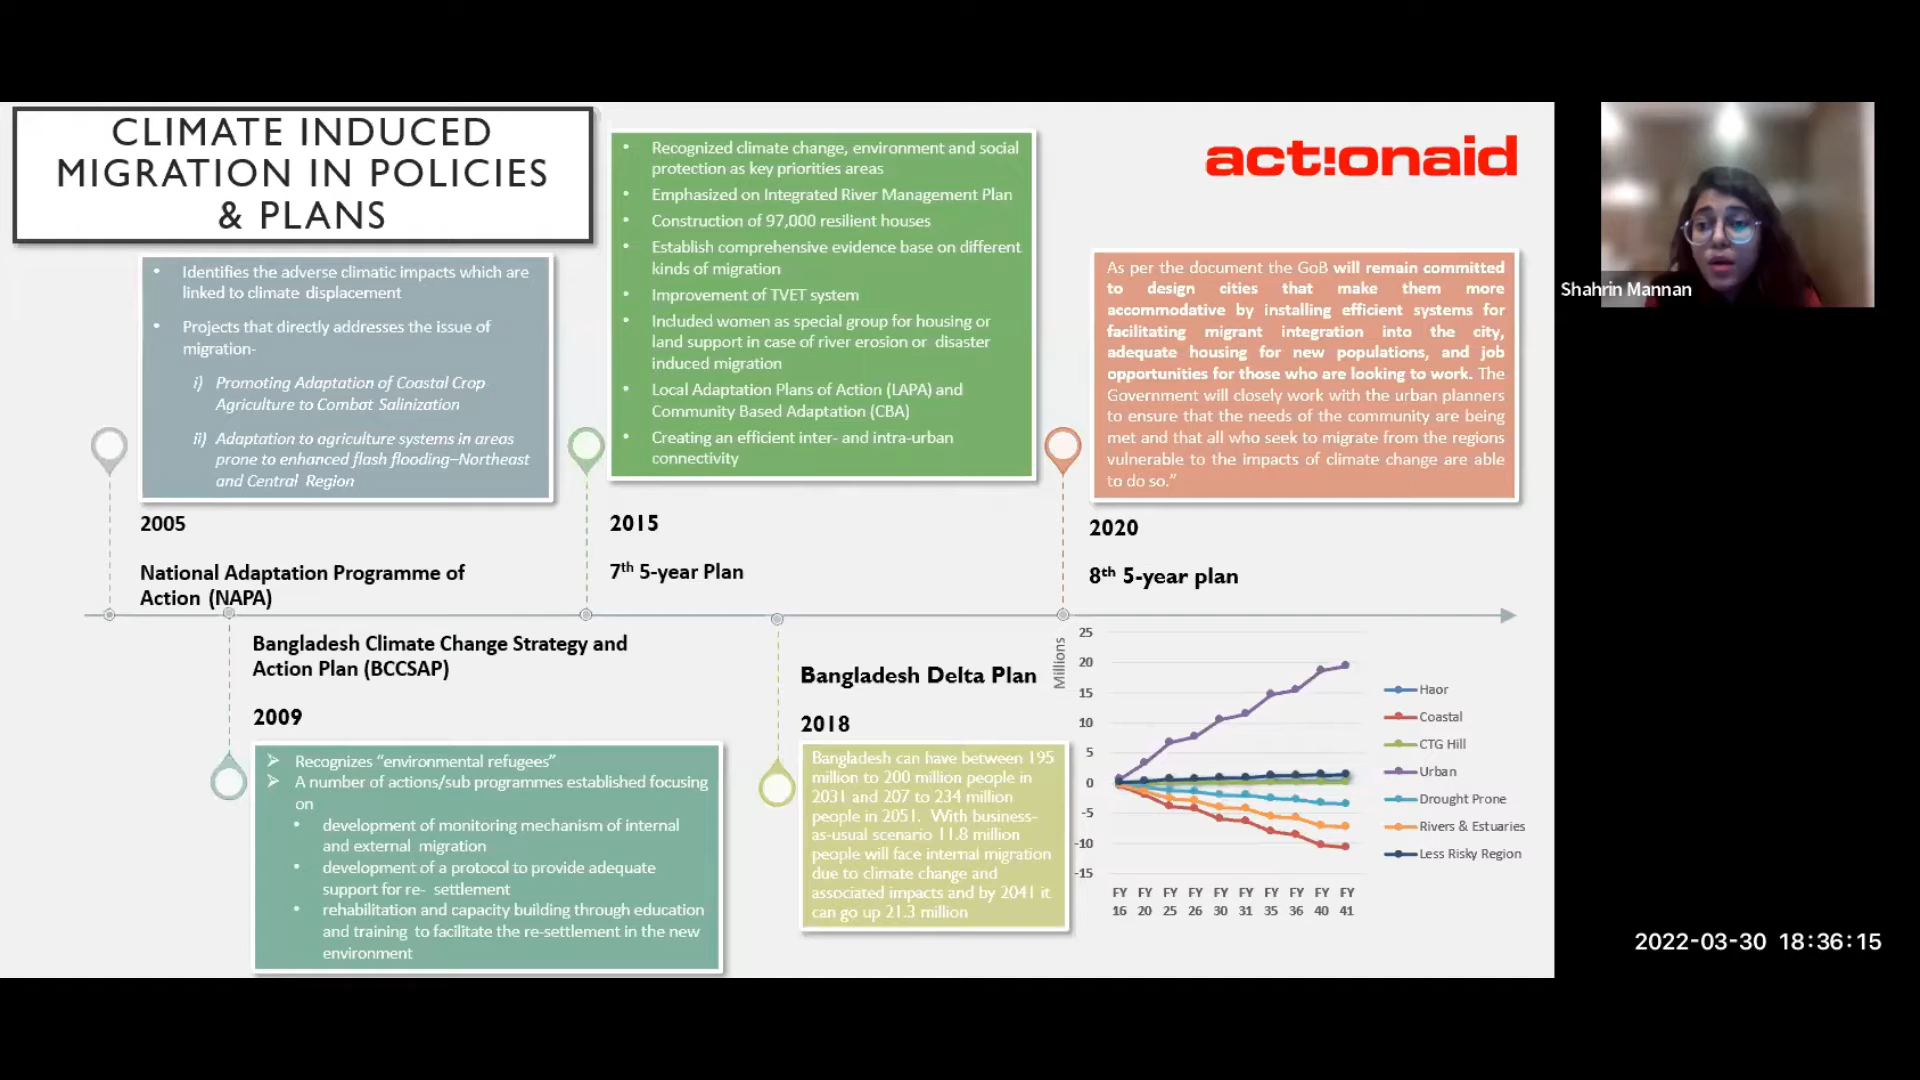 CLIMATE INDUCED
MIGRATION IN POLICIES
& PLANS
• Identifies the adverse climatic impacts which are
linked to climate displacement
• Projects that directly addresses the issue of
migration-
i) Promoting Adaptation of Coastal Crop
Agriculture to Combat Salinization
ii) Adaptation to agriculture systems in areas
prone to enhanced flash flooding–Northeast
and Central Region
2005
National Adaptation Programme of
Action (NAPA)
• Recognized climate change, environment and social
protection as key priorities areas
• Emphasized on Integrated River Management Plan
• Construction of 97,000 resilient houses
• Establish comprehensive evidence base on different
kinds of migration
• Improvement of TVET system
• Included women as special group for housing or
land support in case of river erosion or disaster
induced migration
• Local Adaptation Plans of Action (LAPA) and
Community Based Adaptation (CBA)
• Creating an efficient inter- and intra-urban
connectivity
2015
7th 5-year Plan
act!onaid
As per the document the GoB will remain committed
to design cities that make them more
accommodative by installing efficient systems for
facilitating migrant integration into the city,
adequate housing for new populations, and job
opportunities for those who are looking to work. The
Government will closely work with the urban planners
to ensure that the needs of the community are being
met and that all who seek to migrate from the regions
vulnerable to the impacts of climate change are able
to do so.”
2020
8th 5-year plan
Bangladesh Climate Change Strategy and
Action Plan (BCCSAP)
2009
➢ Recognizes “environmental refugees”
➢ A number of actions/sub programmes established focusing
on
• development of monitoring mechanism of internal
and external migration
• development of a protocol to provide adequate
support for re- settlement
• rehabilitation and capacity building through education
and training to facilitate the re-settlement in the new
environment
Bangladesh Delta Plan
2018
Bangladesh can have between 195
million to 200 million people in
2031 and 207 to 234 million
people in 2051. With business-
as-usual scenario 11.8 million
people will face internal migration
due to climate change and
associated impacts and by 2041 it
can go up 21.3 million
Millions
25
20
15
10
5
0
-5
-10
-15
FY FY FY FY FY FY FY FY FY FY
16 20 25 26 30 31 35 36 40 41
Haor
Coastal
CTG Hill
Urban
Drought Prone
Rivers & Estuaries
Less Risky Region
Shahrin Mannan
2022-03-30 18:36:15